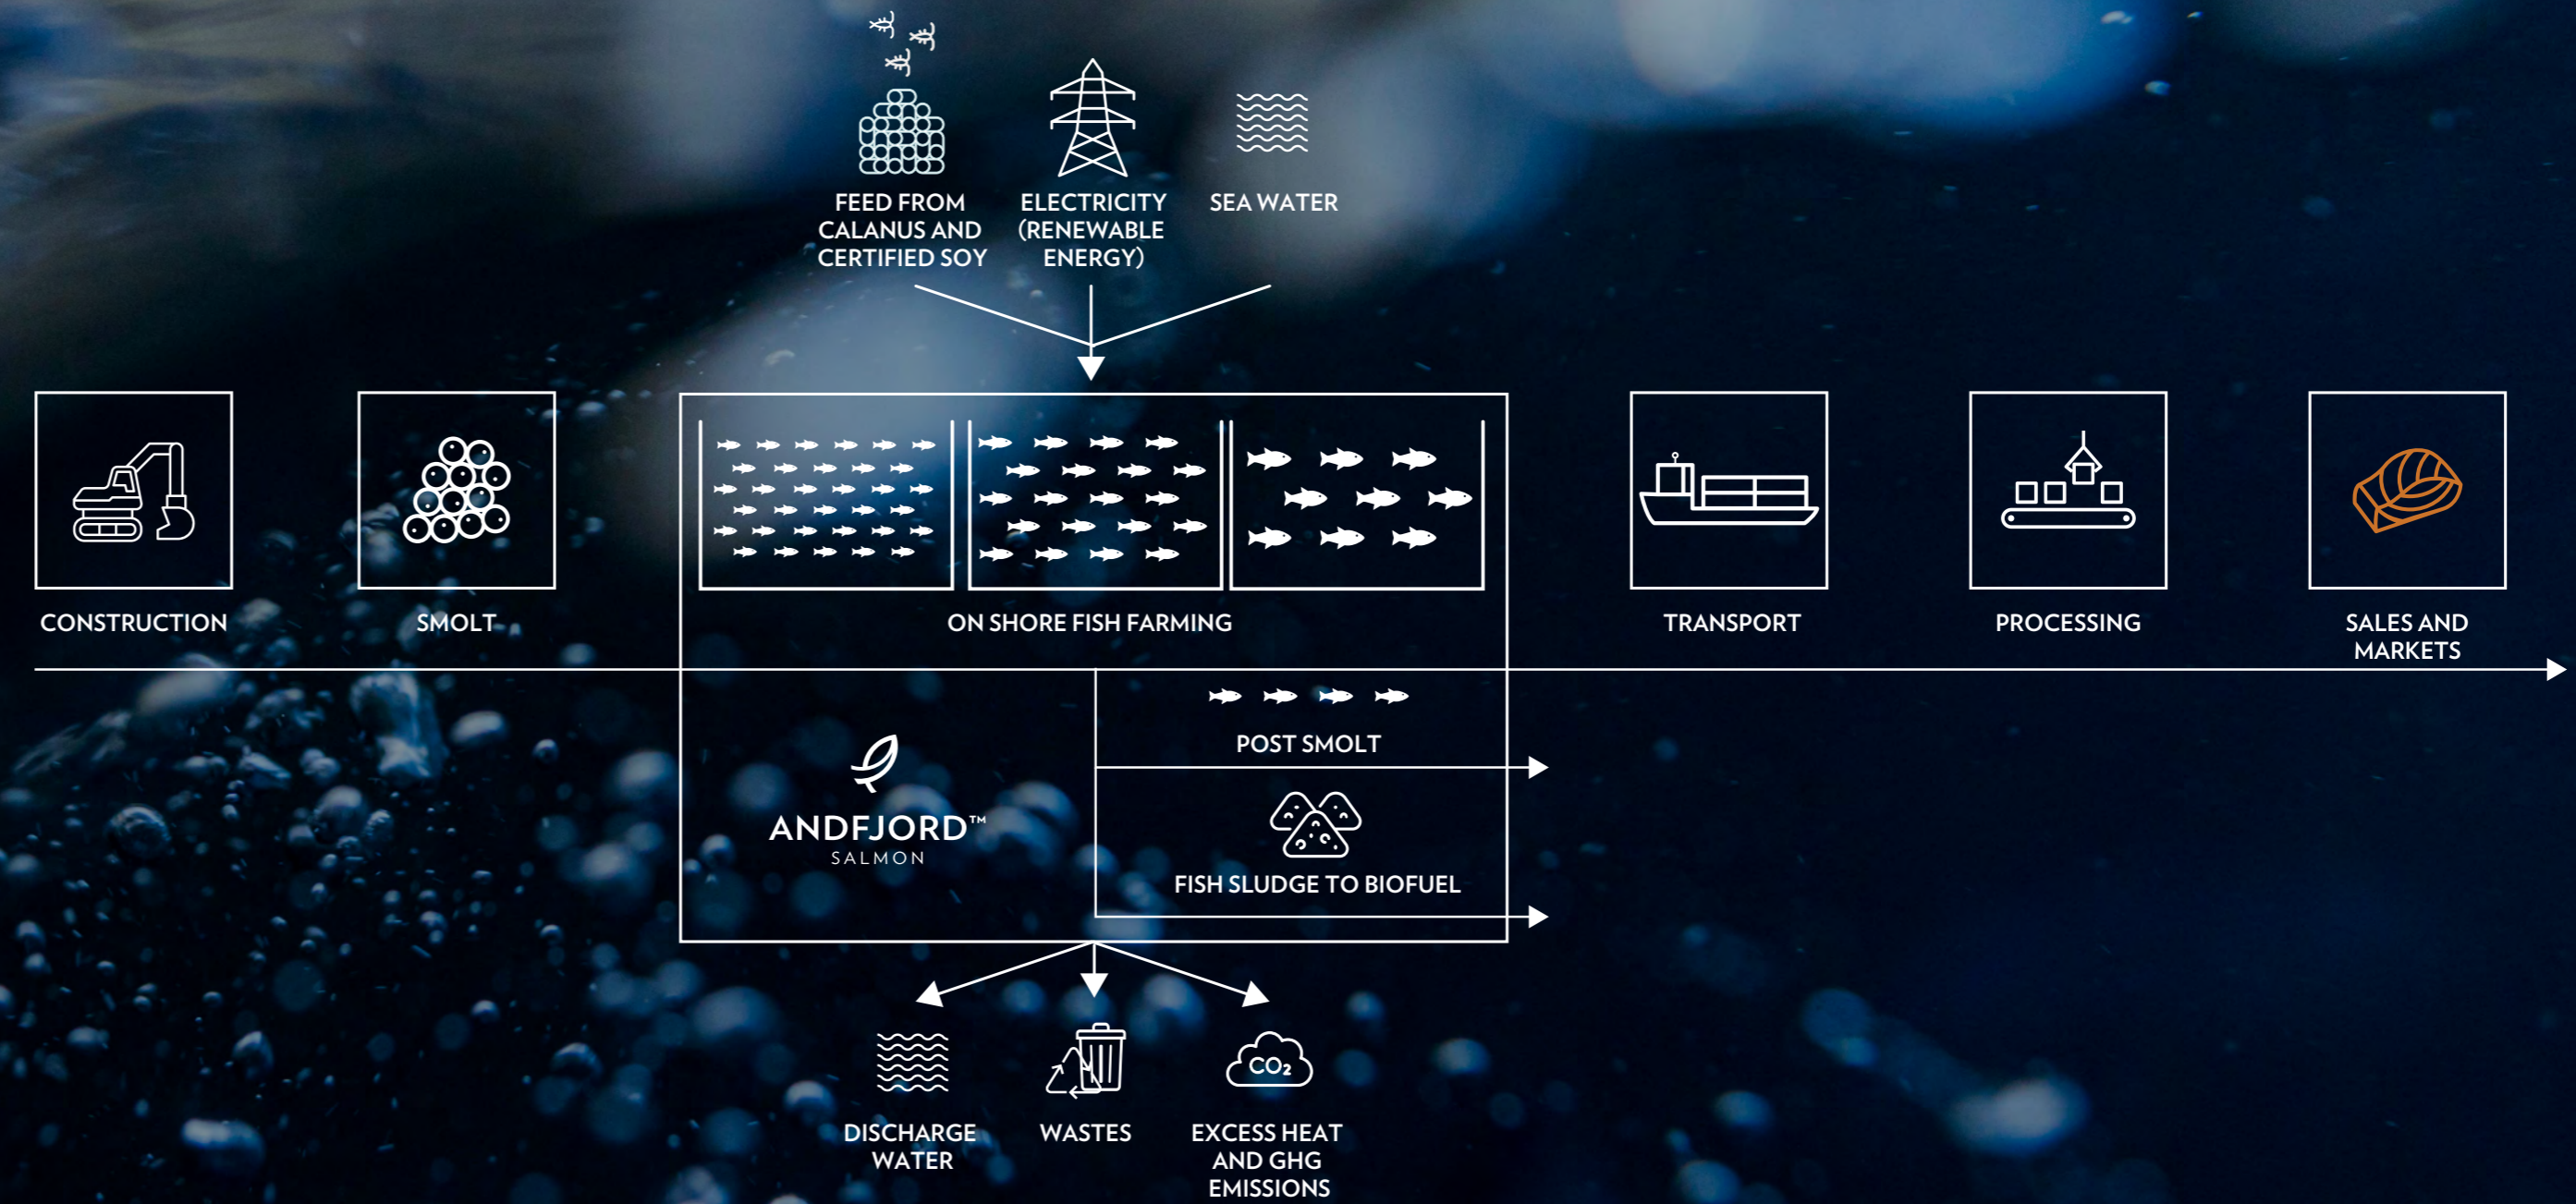 FEED FROM
CALANUS AND
CERTIFIED SOY
ELECTRICITY
(RENEWABLE
ENERGY)
SEA WATER
CONSTRUCTION
SMOLT
ON SHORE FISH FARMING
TRANSPORT
PROCESSING
SALES AND
MARKETS
POST SMOLT
ANDFJORD™
SALMON
FISH SLUDGE TO BIOFUEL
CO₂
DISCHARGE
WATER
WASTES
EXCESS HEAT
AND GHG
EMISSIONS